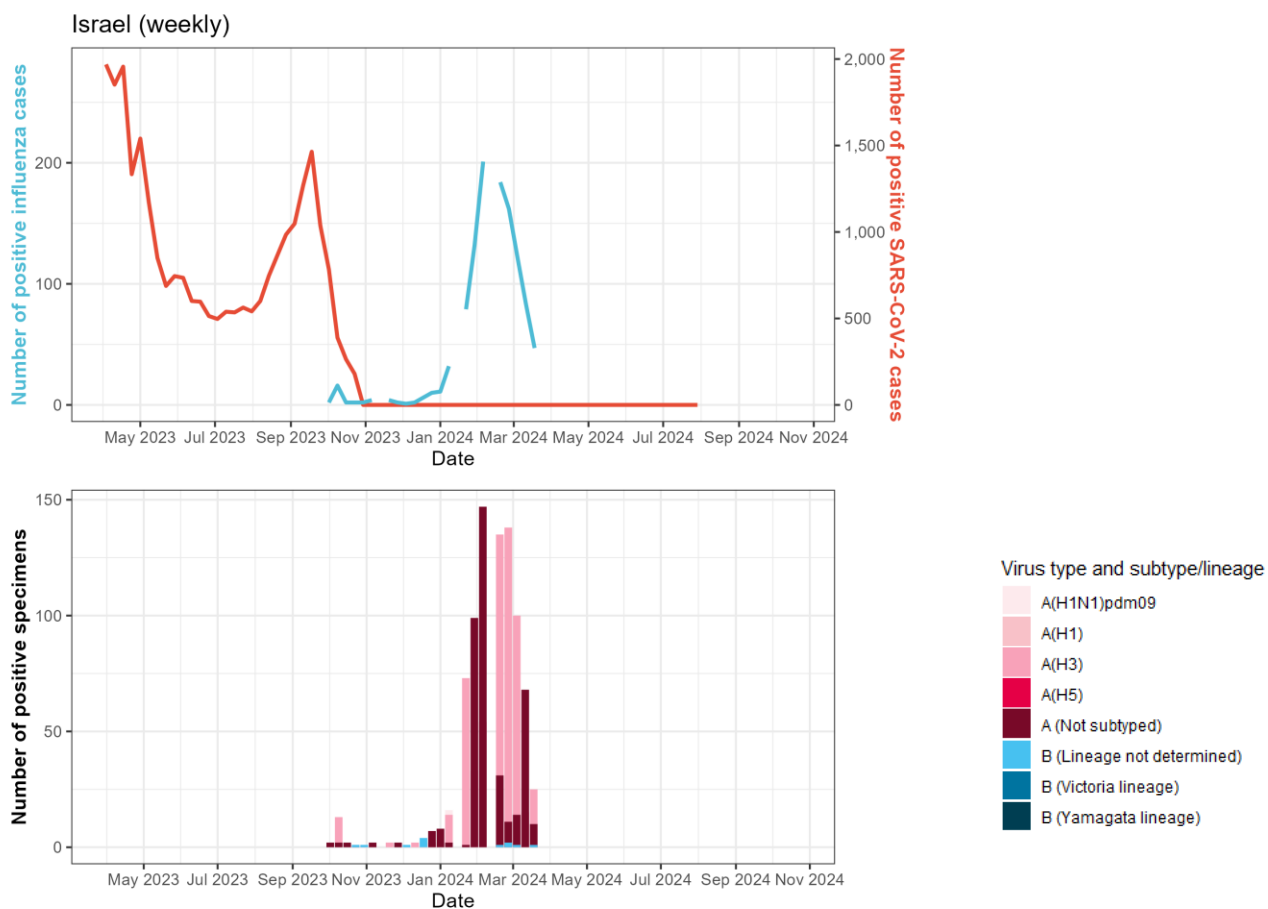 Israel (weekly)
Number of positive influenza cases
200
100
0
2,000
1,500
1,000
500
0
Number of positive SARS-CoV-2 cases
May 2023 Jul 2023 Sep 2023 Nov 2023 Jan 2024 Mar 2024 May 2024 Jul 2024 Sep 2024 Nov 2024
Date
Number of positive specimens
150
100
50
0
May 2023 Jul 2023 Sep 2023 Nov 2023 Jan 2024 Mar 2024 May 2024 Jul 2024 Sep 2024 Nov 2024
Date
Virus type and subtype/lineage
A(H1N1)pdm09
A(H1)
A(H3)
A(H5)
A (Not subtyped)
B (Lineage not determined)
B (Victoria lineage)
B (Yamagata lineage)